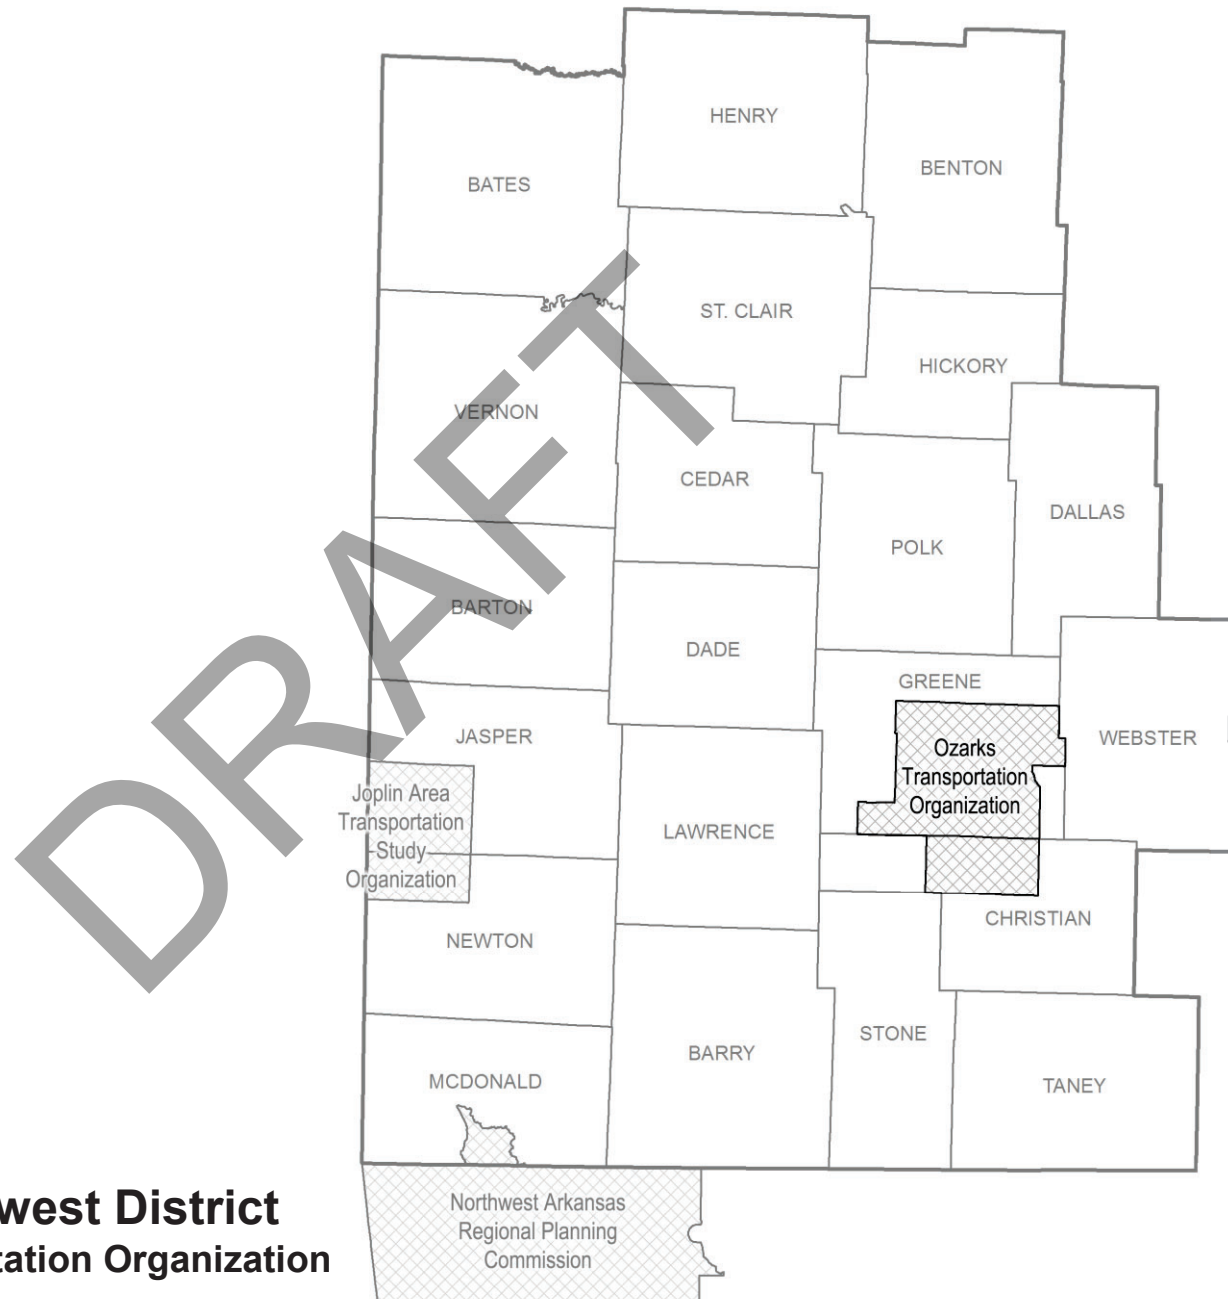 HENRY
BENTON
BATES
ST. CLAIR
HICKORY
VERNON
CEDAR
DALLAS
POLK
BARTON
DADE
GREENE
JASPER
WEBSTER
Ozarks
Transportation
Organization
Joplin Area
Transportation
Study
Organization
LAWRENCE
CHRISTIAN
NEWTON
STONE
BARRY
MCDONALD
TANEY
DRAFT
Northwest Arkansas
Regional Planning
Commission
west District
tation Organization